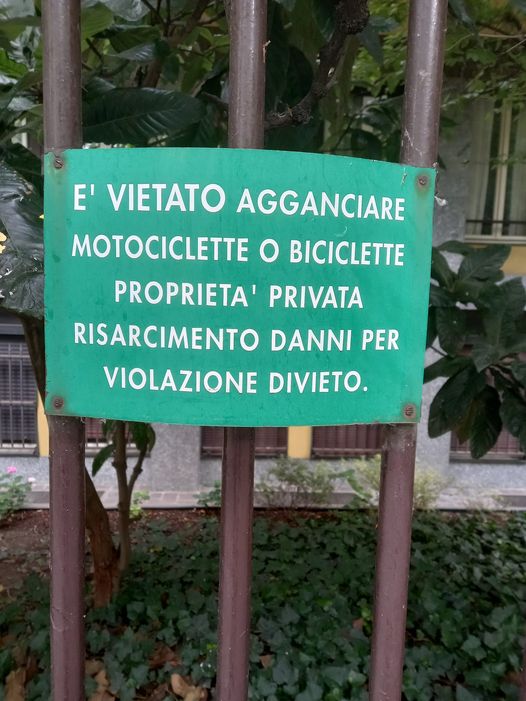 E' VIETATO AGGANCIARE
MOTOCICLETTE O BICICLETTE
PROPRIETA' PRIVATA
RISARCIMENTO DANNI PER
VIOLAZIONE DIVIETO.